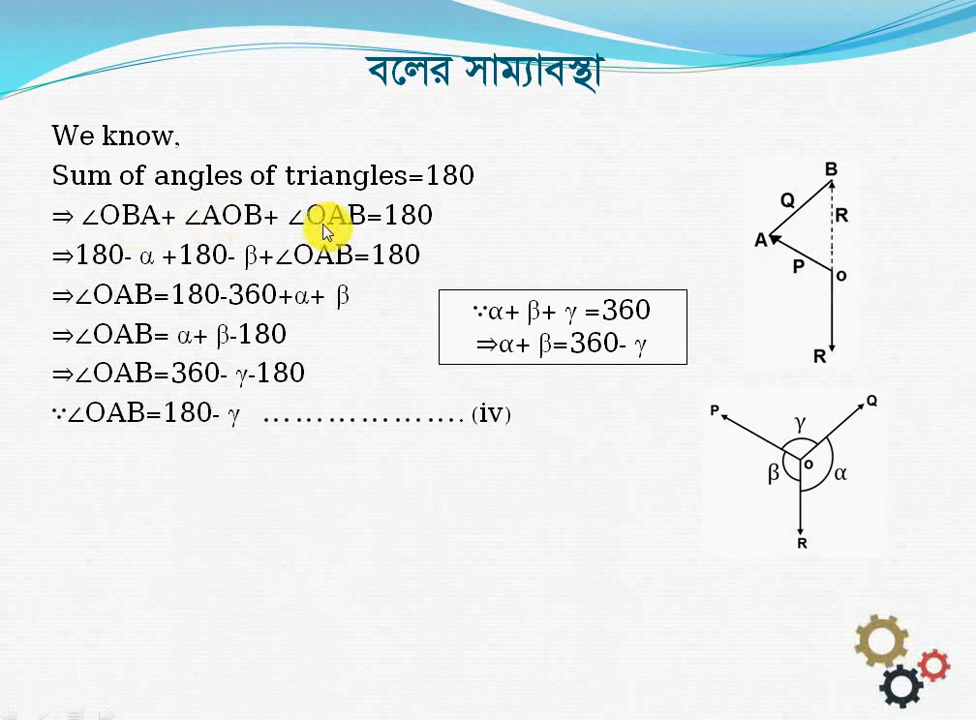 বলের সাম্যাবস্থা
We know,
Sum of angles of triangles=180
⇒ ∠OBA+ ∠AOB+ ∠OAB=180
⇒180- α +180- β+∠OAB=180
⇒∠OAB=180-360+α+ β
⇒∠OAB= α+ β-180
⇒∠OAB=360- γ-180
∵∠OAB=180- γ ………………. (iv)
∵α+ β+ γ =360
⇒α+ β=360- γ
B
Q
R
A
P
o
R
P
Q
γ
o
β
α
R